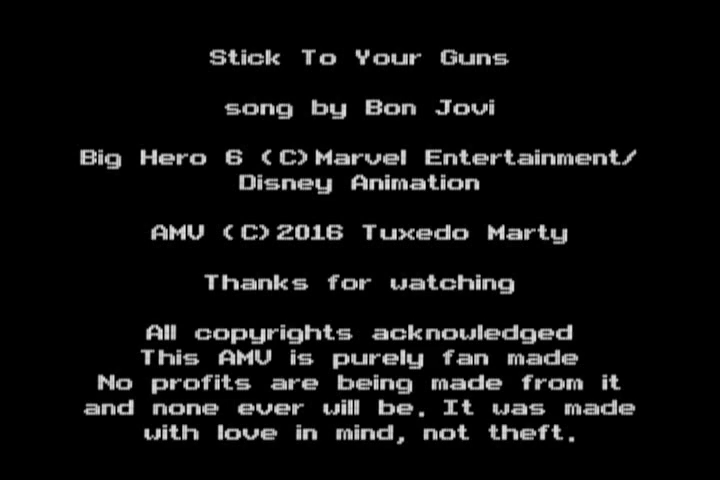 Stick To Your Guns
song by Bon Jovi
Big Hero 6 (C)Marvel Entertainment/
Disney Animation
AMV (C)2016 Tuxedo Marty
Thanks for watching
All copyrights acknowledged
This AMV is purely fan made
No profits are being made from it
and none ever will be. It was made
with love in mind, not theft.